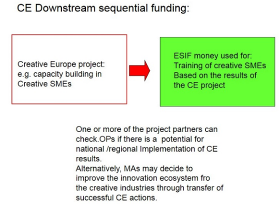 CE Downstream sequential funding:
Creative Europe project:
e.g. capacity building in
Creative SMEs
ESIF money used for:
Training of creative SMEs
Based on the results of
the CE project
One or more of the project partners can
check.OPs if there is a  potential for
national /regional Implementation of CE
results.
Alternatively, MAs may decide to
improve the innovation ecosystem fro
the creative industries through transfer of
successful CE actions.